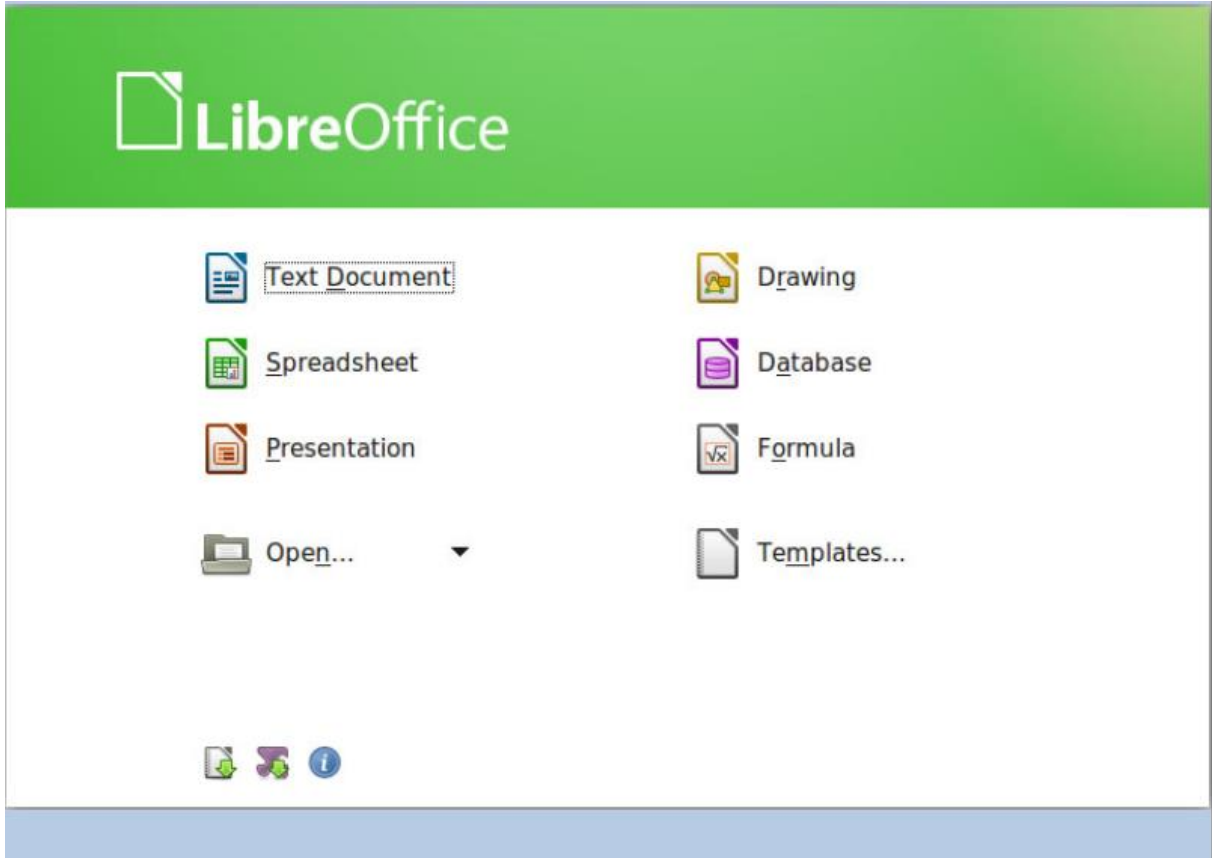 LibreOffice
Text Document
Drawing
Spreadsheet
Database
Presentation
Formula
Open...
Templates...